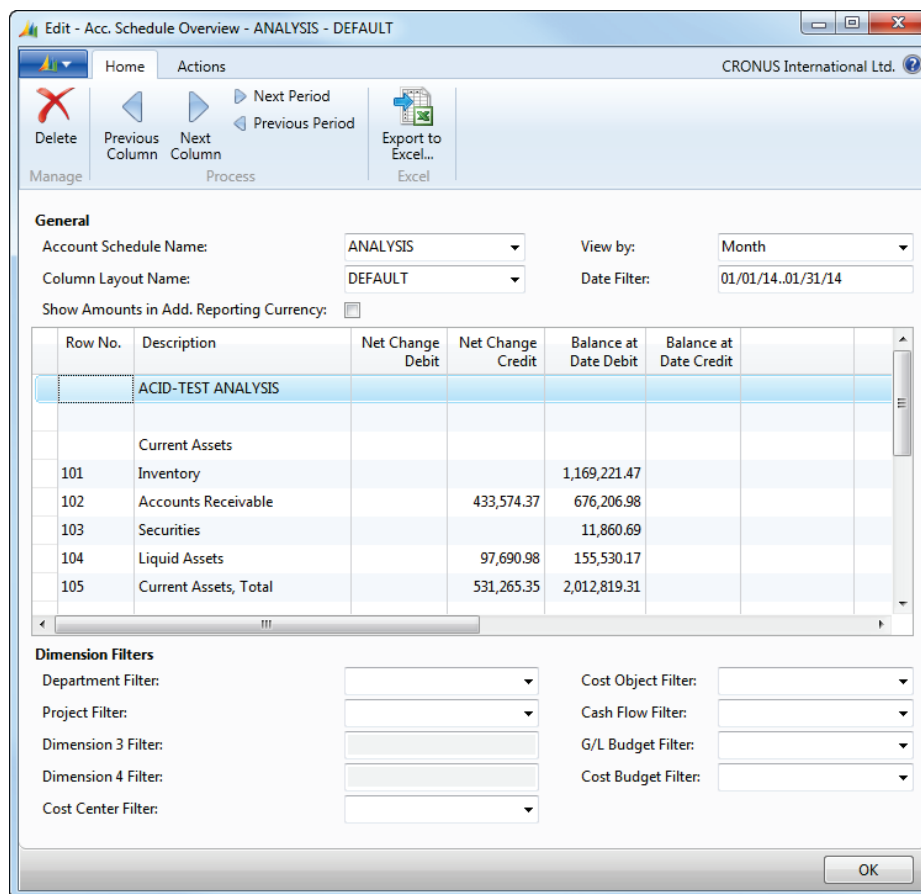 Edit - Acc. Schedule Overview - ANALYSIS - DEFAULT
Home Actions CRONUS International Ltd.
Delete
Previous Column
Next Column
Next Period
Previous Period
Export to Excel...
Manage Process Excel
General
Account Schedule Name: ANALYSIS View by: Month
Column Layout Name: DEFAULT Date Filter: 01/01/14..01/31/14
Show Amounts in Add. Reporting Currency:
Row No. Description Net Change Debit Net Change Credit Balance at Date Debit Balance at Date Credit
ACID-TEST ANALYSIS
Current Assets
101 Inventory 1,169,221.47
102 Accounts Receivable 433,574.37 676,206.98
103 Securities 11,860.69
104 Liquid Assets 97,690.98 155,530.17
105 Current Assets, Total 531,265.35 2,012,819.31
Dimension Filters
Department Filter: Cost Object Filter:
Project Filter: Cash Flow Filter:
Dimension 3 Filter: G/L Budget Filter:
Dimension 4 Filter: Cost Budget Filter:
Cost Center Filter:
OK